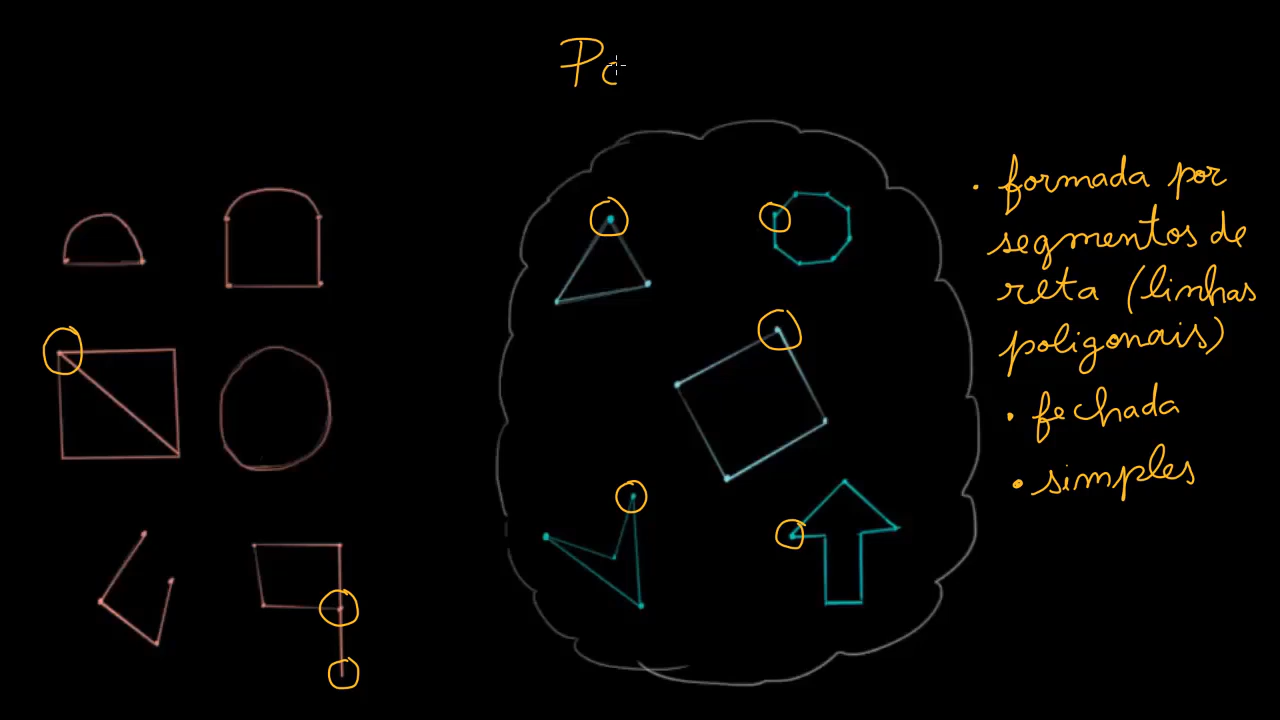 Po
• formada por
segmentos de
reta (linhas
poligonais)
• fechada
• simples